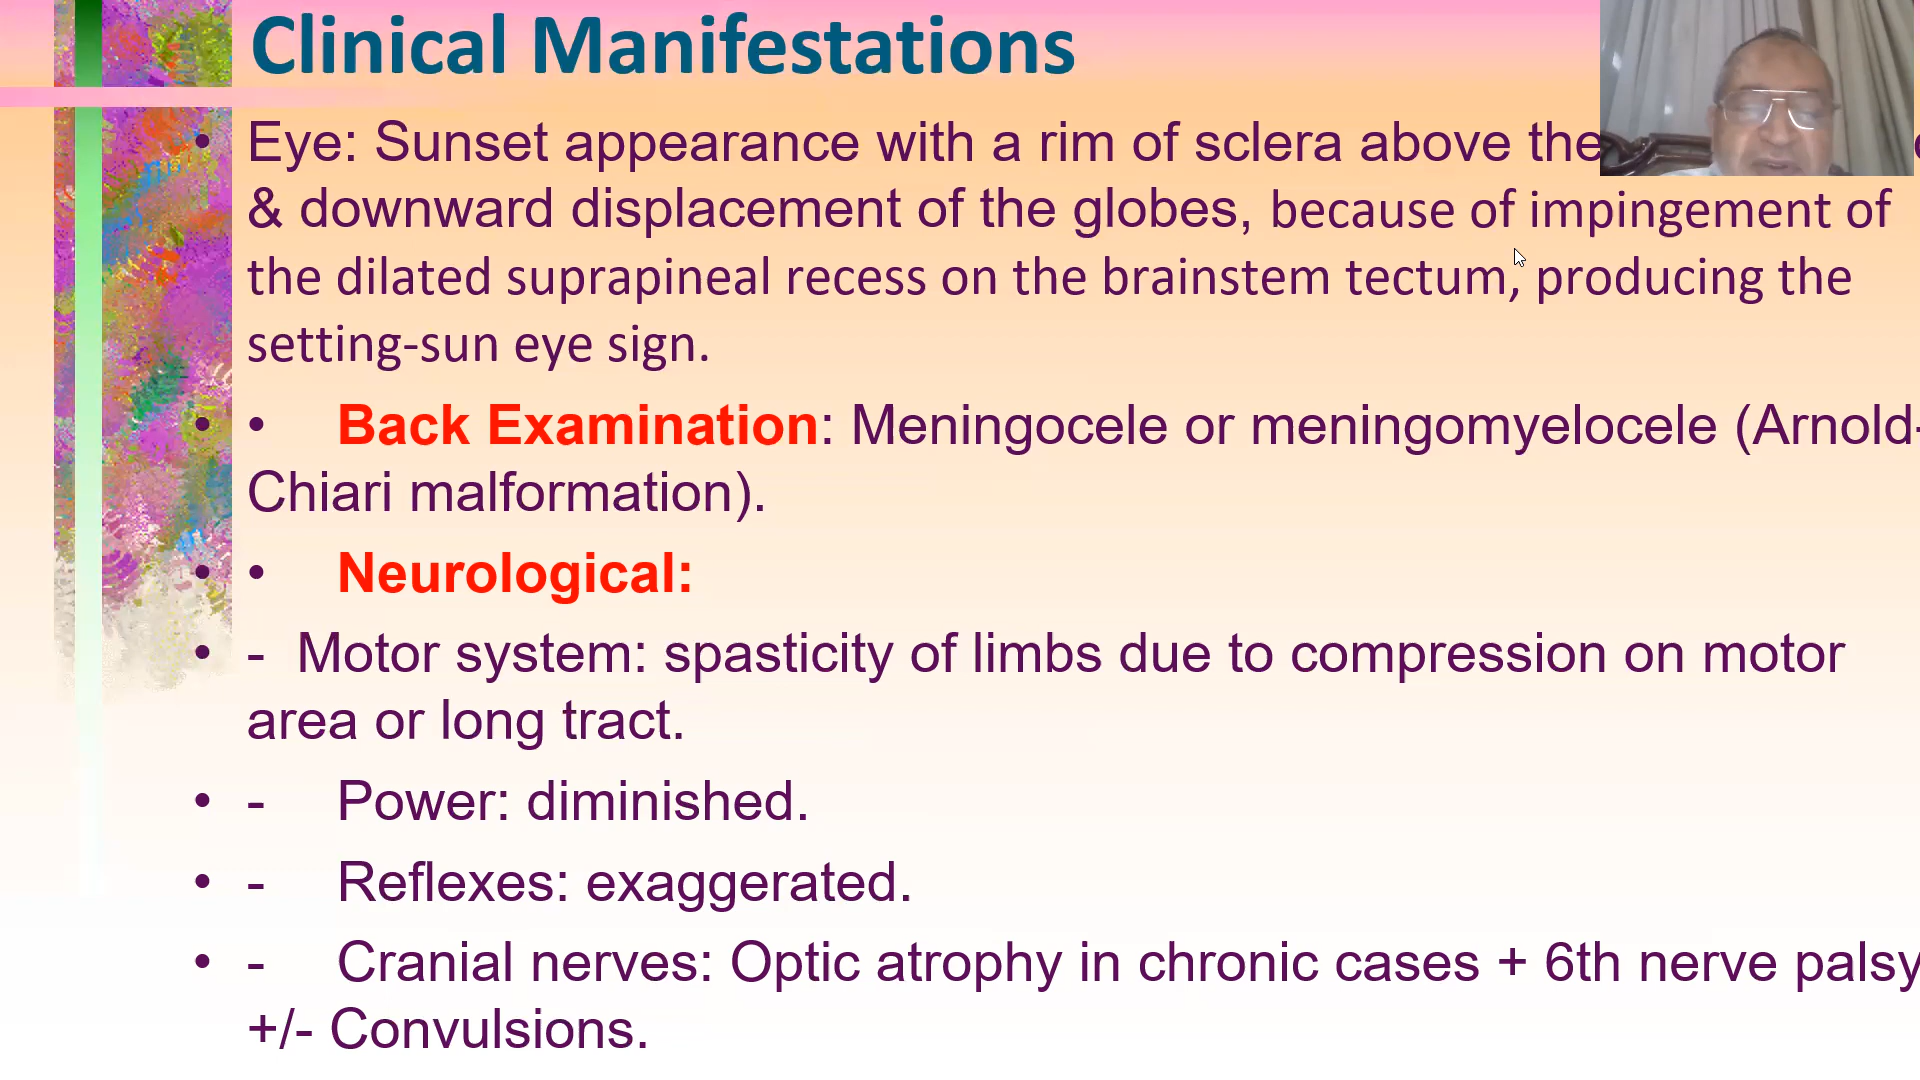 Clinical Manifestations
• Eye: Sunset appearance with a rim of sclera above the
& downward displacement of the globes, because of impingement of
the dilated suprapineal recess on the brainstem tectum, producing the
setting-sun eye sign.
• • Back Examination: Meningocele or meningomyelocele (Arnold-
Chiari malformation).
• • Neurological:
• - Motor system: spasticity of limbs due to compression on motor
area or long tract.
• - Power: diminished.
• - Reflexes: exaggerated.
• - Cranial nerves: Optic atrophy in chronic cases + 6th nerve palsy
+/- Convulsions.